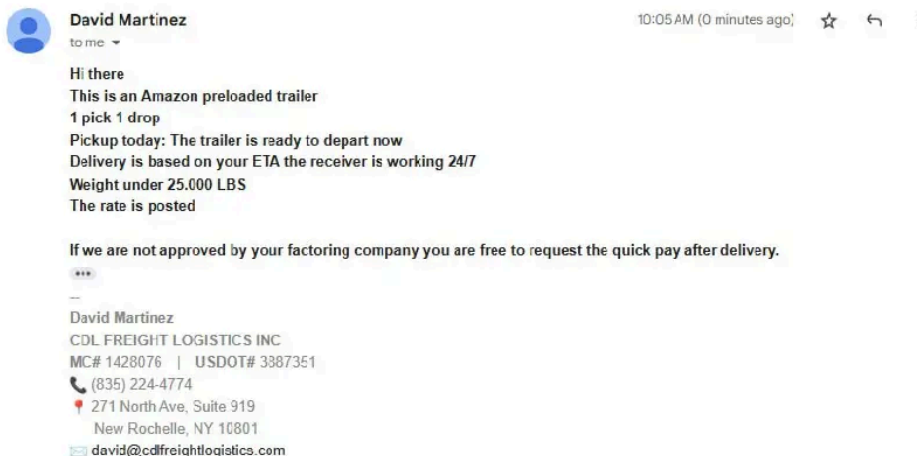 David Martinez
10:05 AM (0 minutes ago)
to me
Hi there
This is an Amazon preloaded trailer
1 pick 1 drop
Pickup today: The trailer is ready to depart now
Delivery is based on your ETA the receiver is working 24/7
Weight under 25.000 LBS
The rate is posted
If we are not approved by your factoring company you are free to request the quick pay after delivery.
--
David Martinez
CDL FREIGHT LOGISTICS INC
MC# 1428076 | USDOT# 3887351
(835) 224-4774
271 North Ave, Suite 919
New Rochelle, NY 10801
david@cdlfreightlogistics.com